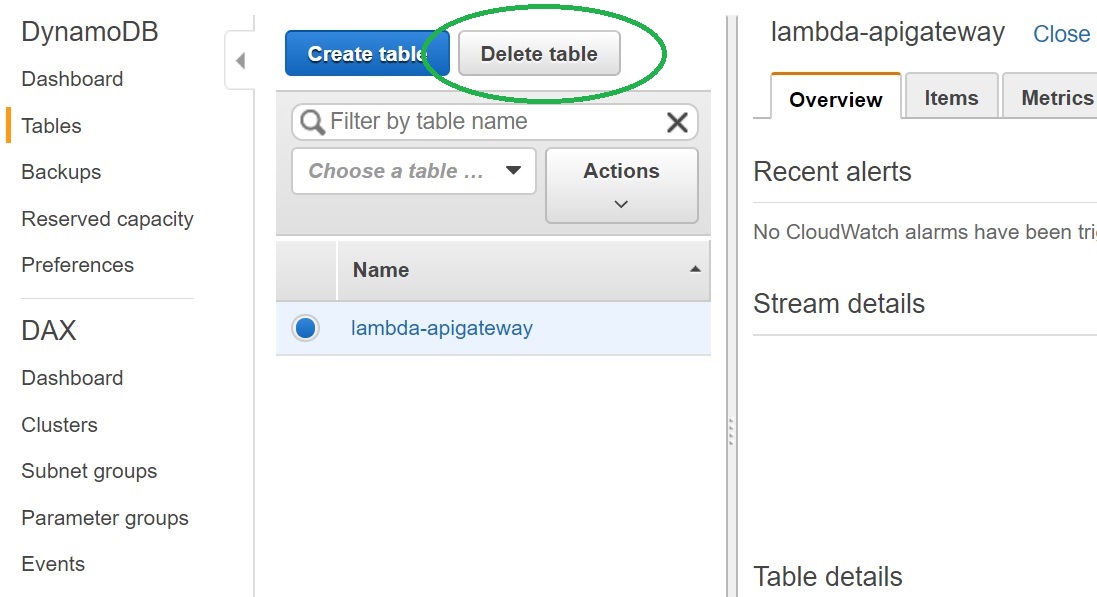 DynamoDB
Dashboard
Tables
Backups
Reserved capacity
Preferences
DAX
Dashboard
Clusters
Subnet groups
Parameter groups
Events
Create table
Delete table
Filter by table name
Choose a table ...
Actions
Name
lambda-apigateway
lambda-apigateway Close
Overview
Items
Metrics
Recent alerts
No CloudWatch alarms have been tri
Stream details
Table details